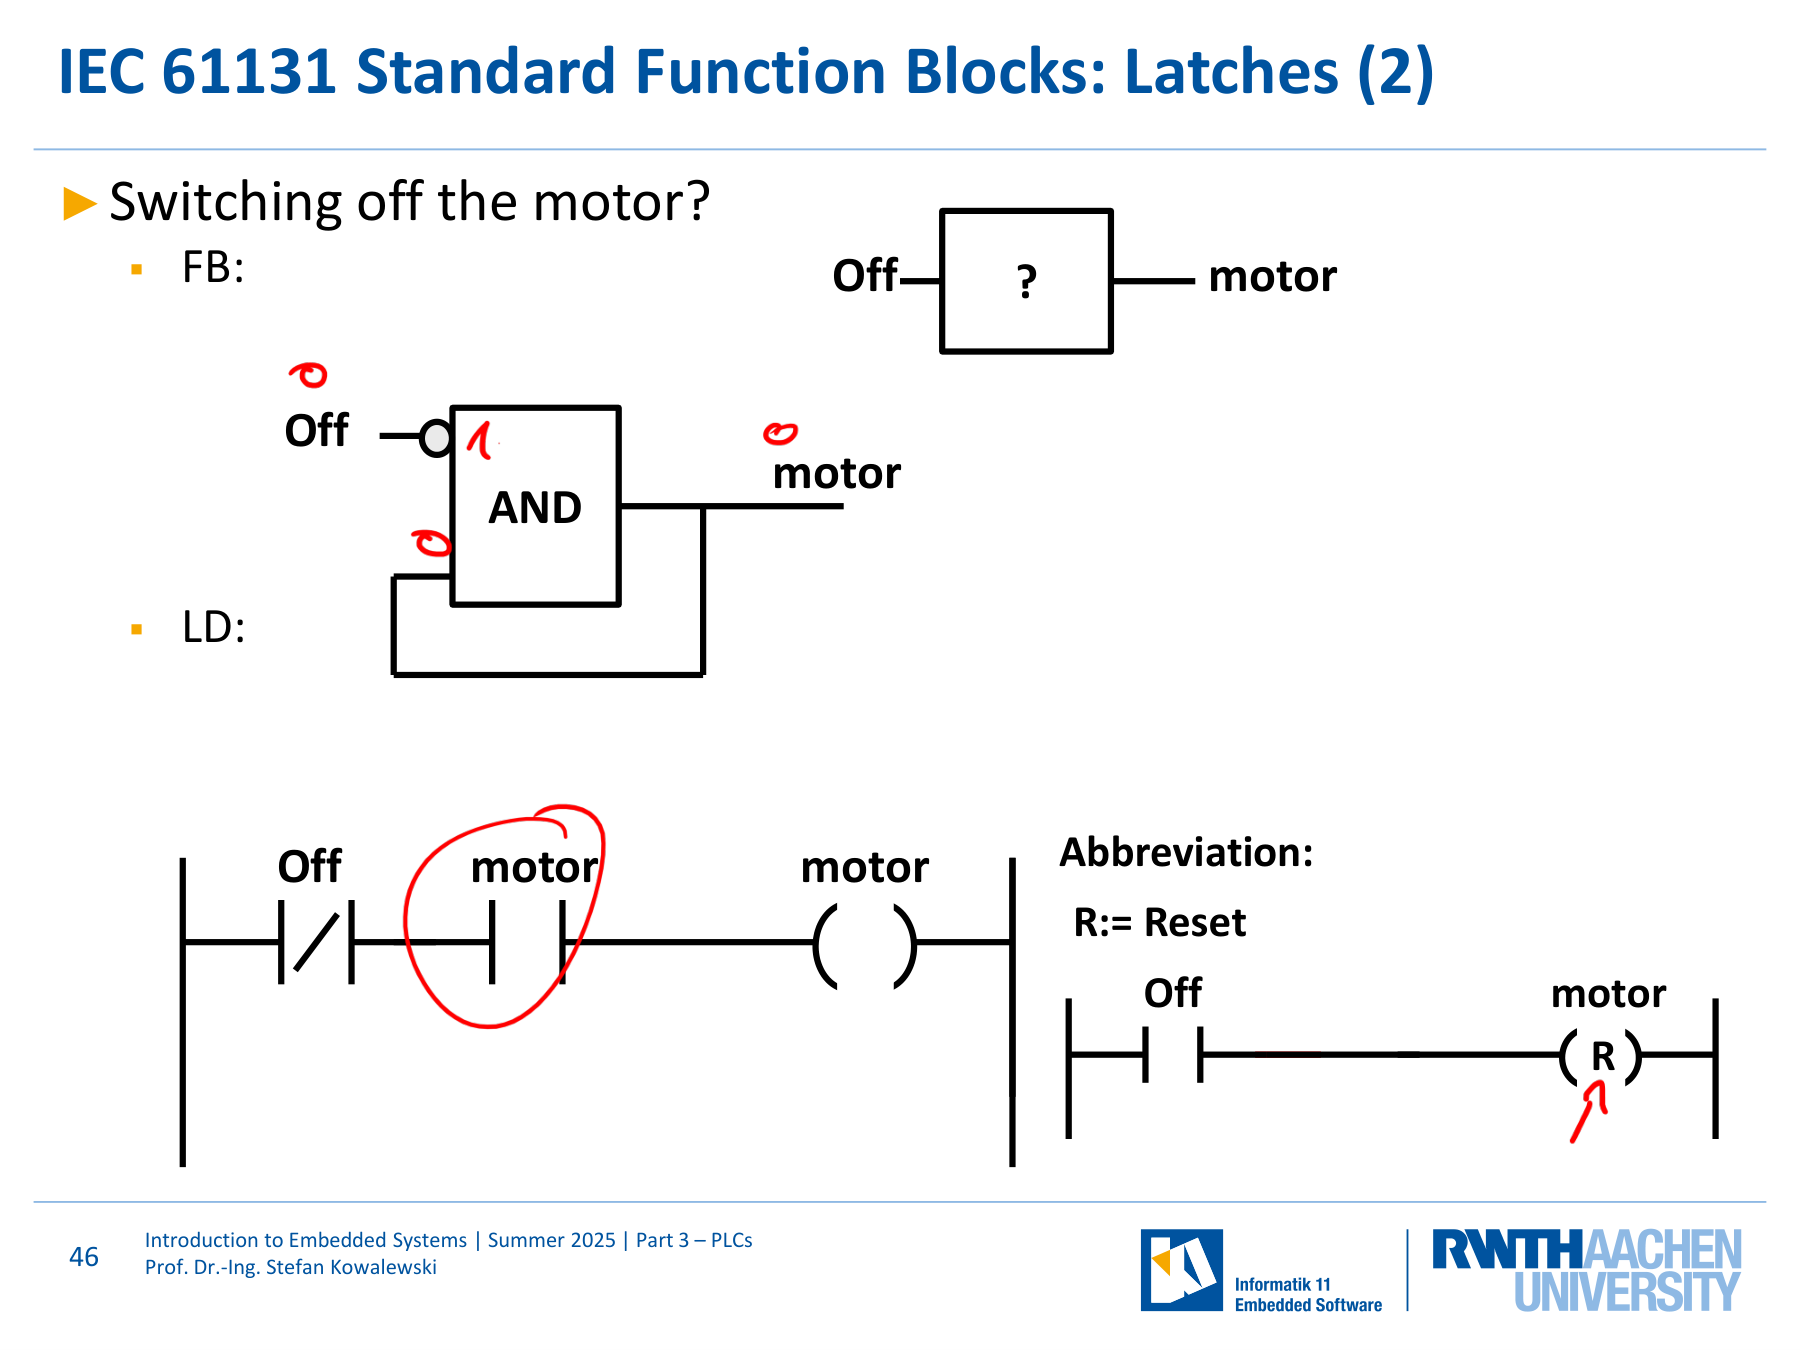 IEC 61131 Standard Function Blocks: Latches (2)
Switching off the motor?
FB:
Off
?
motor
0
Off
1
AND
0
motor
0
LD:
Off
motor
motor
Abbreviation:
R:= Reset
Off
motor
R
46
Introduction to Embedded Systems | Summer 2025 | Part 3 – PLCs
Prof. Dr.-Ing. Stefan Kowalewski
Informatik 11
Embedded Software
RWTH AACHEN
UNIVERSITY